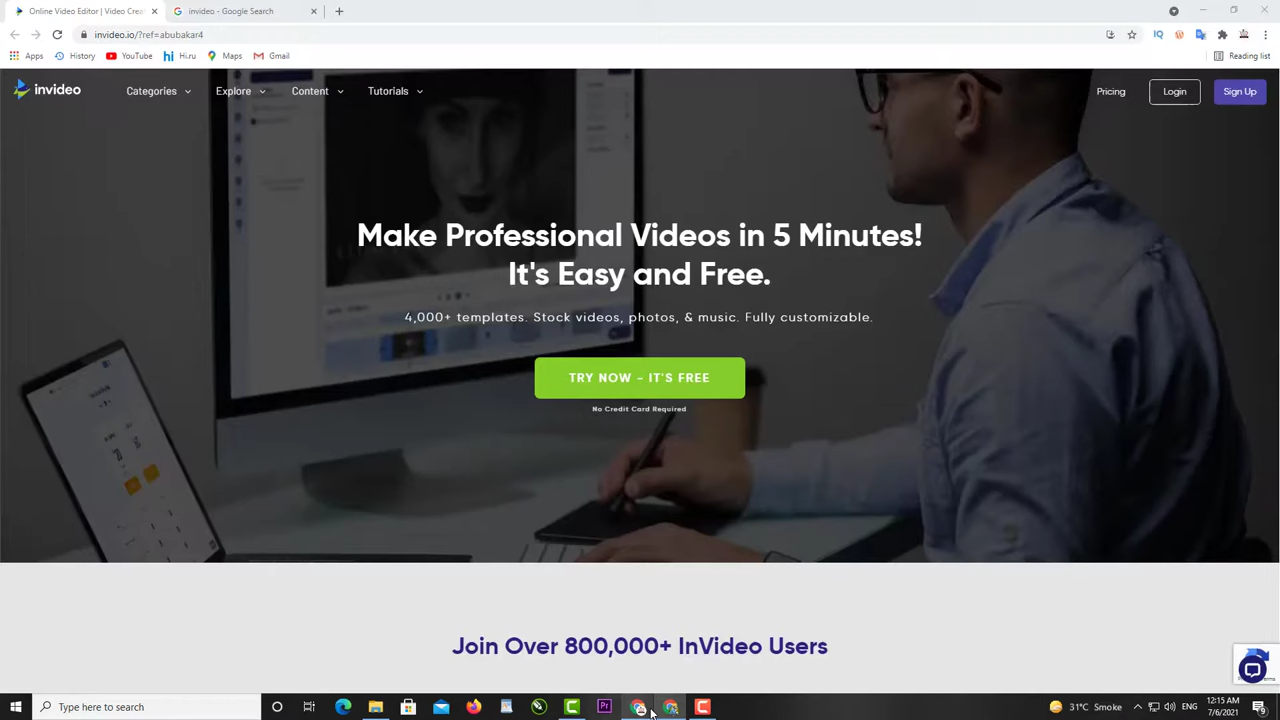 Online Video Editor | Video Crea
invideo - Google Search
invideo.io/?ref=abubakar4
Apps
History
YouTube
Hi.ru
Maps
Gmail
Reading list
invideo
Categories
Explore
Content
Tutorials
Pricing
Login
Sign Up
Make Professional Videos in 5 Minutes!
It's Easy and Free.
4,000+ templates. Stock videos, photos, & music. Fully customizable.
TRY NOW - IT'S FREE
No Credit Card Required
Join Over 800,000+ InVideo Users
Type here to search
31°C Smoke
ENG
12:15 AM
7/6/2021